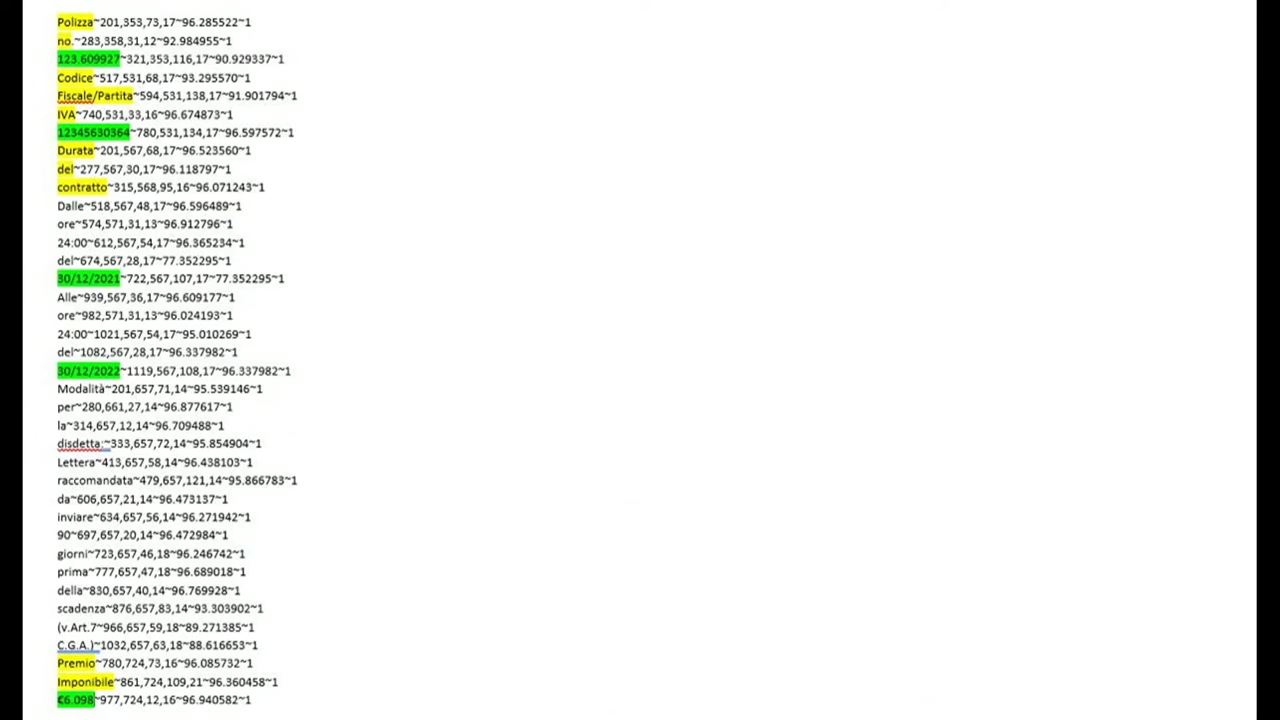 Polizza~201,353,73,17~96.285522~1
no.~283,358,31,12~92.984955~1
123.609927~321,353,116,17~90.929337~1
Codice~517,531,68,17~93.295570~1
Fiscale/Partita~594,531,138,17~91.901794~1
IVA~740,531,33,16~96.674873~1
12345630364~780,531,134,17~96.597572~1
Durata~201,567,68,17~96.523560~1
del~277,567,30,17~96.118797~1
contratto~315,568,95,16~96.071243~1
Dalle~518,567,48,17~96.596489~1
ore~574,571,31,13~96.912796~1
24:00~612,567,54,17~96.365234~1
del~674,567,28,17~77.352295~1
30/12/2021~722,567,107,17~77.352295~1
Alle~939,567,36,17~96.609177~1
ore~982,571,31,13~96.024193~1
24:00~1021,567,54,17~95.010269~1
del~1082,567,28,17~96.337982~1
30/12/2022~1119,567,108,17~96.337982~1
Modalità~201,657,71,14~95.539146~1
per~280,661,27,14~96.877617~1
la~314,657,12,14~96.709488~1
disdetta:~333,657,72,14~95.854904~1
Lettera~413,657,58,14~96.438103~1
raccomandata~479,657,121,14~95.866783~1
da~606,657,21,14~96.473137~1
inviare~634,657,56,14~96.271942~1
90~697,657,20,14~96.472984~1
giorni~723,657,46,18~96.246742~1
prima~777,657,47,18~96.689018~1
della~830,657,40,14~96.769928~1
scadenza~876,657,83,14~93.303902~1
(v.Art.7~966,657,59,18~89.271385~1
C.G.A.)~1032,657,63,18~88.616653~1
Premio~780,724,73,16~96.085732~1
Imponibile~861,724,109,21~96.360458~1
€6.098~977,724,12,16~96.940582~1